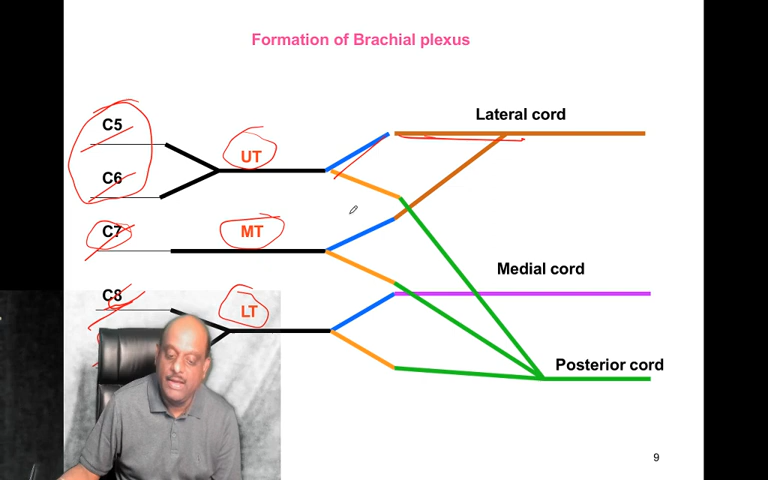 Formation of Brachial plexus
Lateral cord
C5
UT
C6
C7
MT
Medial cord
C8
LT
Posterior cord
9